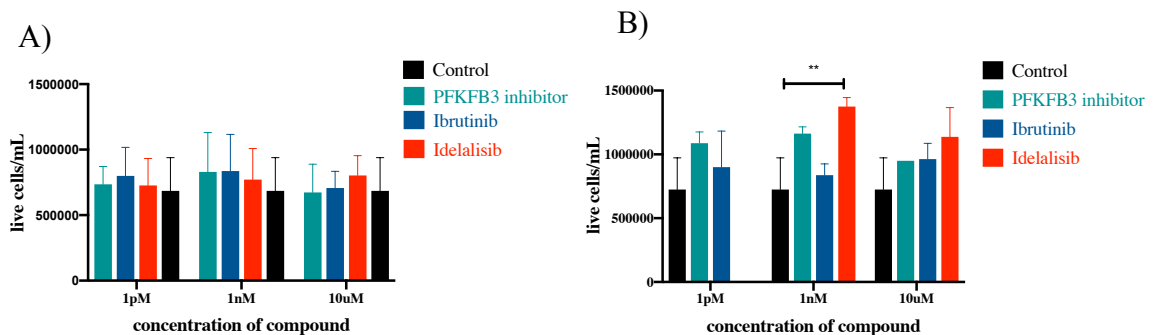 A)
live cells/mL
1500000
1000000
500000
0
1pM
1nM
10uM
concentration of compound
Control
PFKFB3 inhibitor
Ibrutinib
Idelalisib
B)
live cells/mL
1500000
1000000
500000
0
**
1pM
1nM
10uM
concentration of compound
Control
PFKFB3 inhibitor
Ibrutinib
Idelalisib